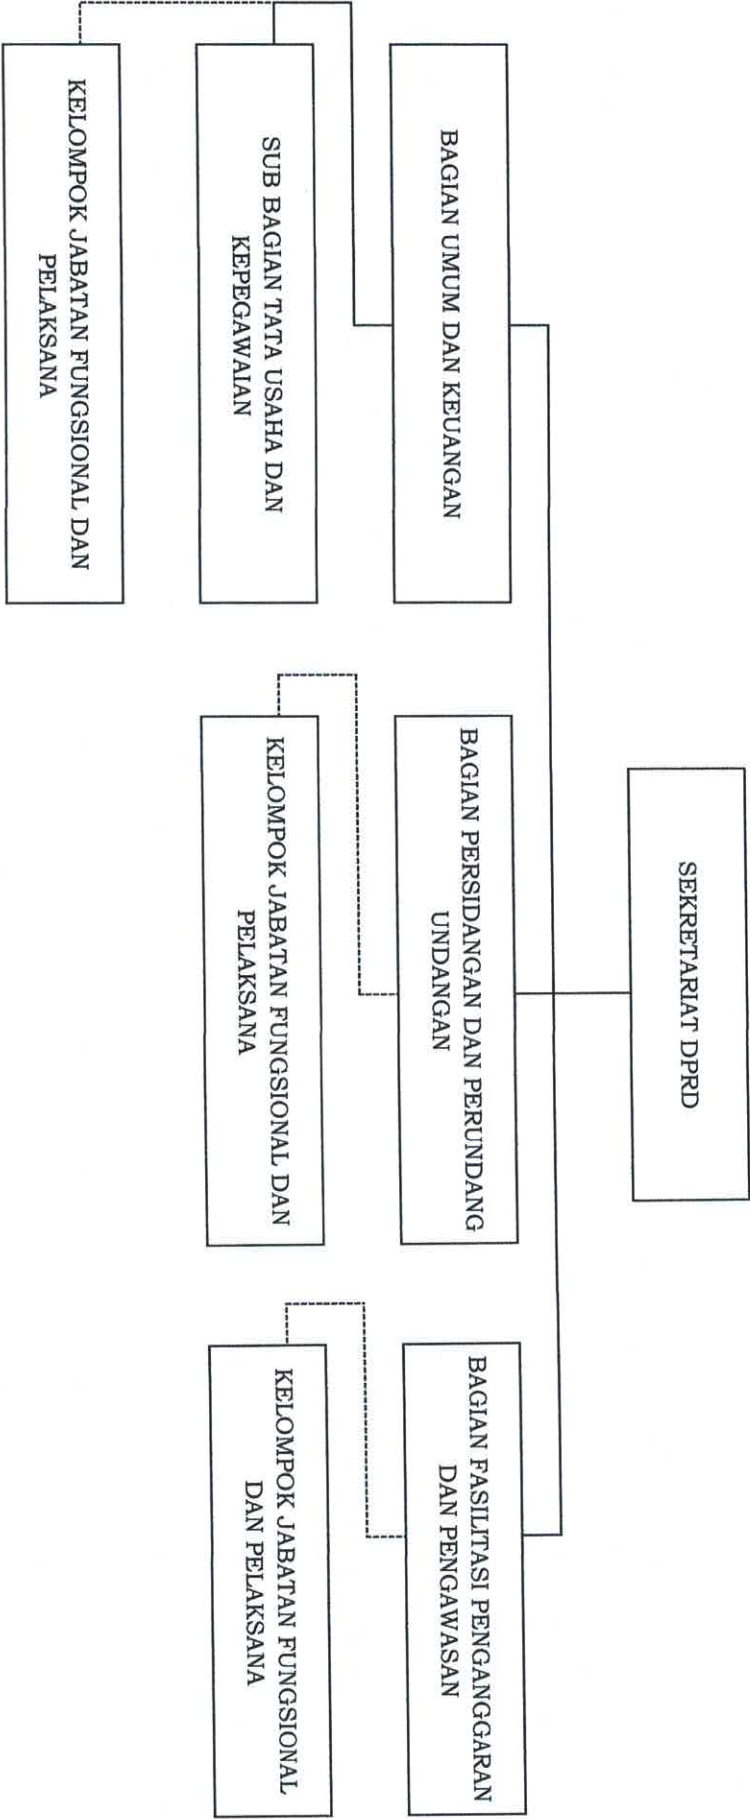 SEKRETARIAT DPRD
BAGIAN UMUM DAN KEUANGAN
BAGIAN PERSIDANGAN DAN PERUNDANG
UNDANGAN
BAGIAN FASILITASI PENGANGGARAN
DAN PENGAWASAN
SUB BAGIAN TATA USAHA DAN
KEPEGAWAIAN
KELOMPOK JABATAN FUNGSIONAL DAN
PELAKSANA
KELOMPOK JABATAN FUNGSIONAL
DAN PELAKSANA
KELOMPOK JABATAN FUNGSIONAL DAN
PELAKSANA